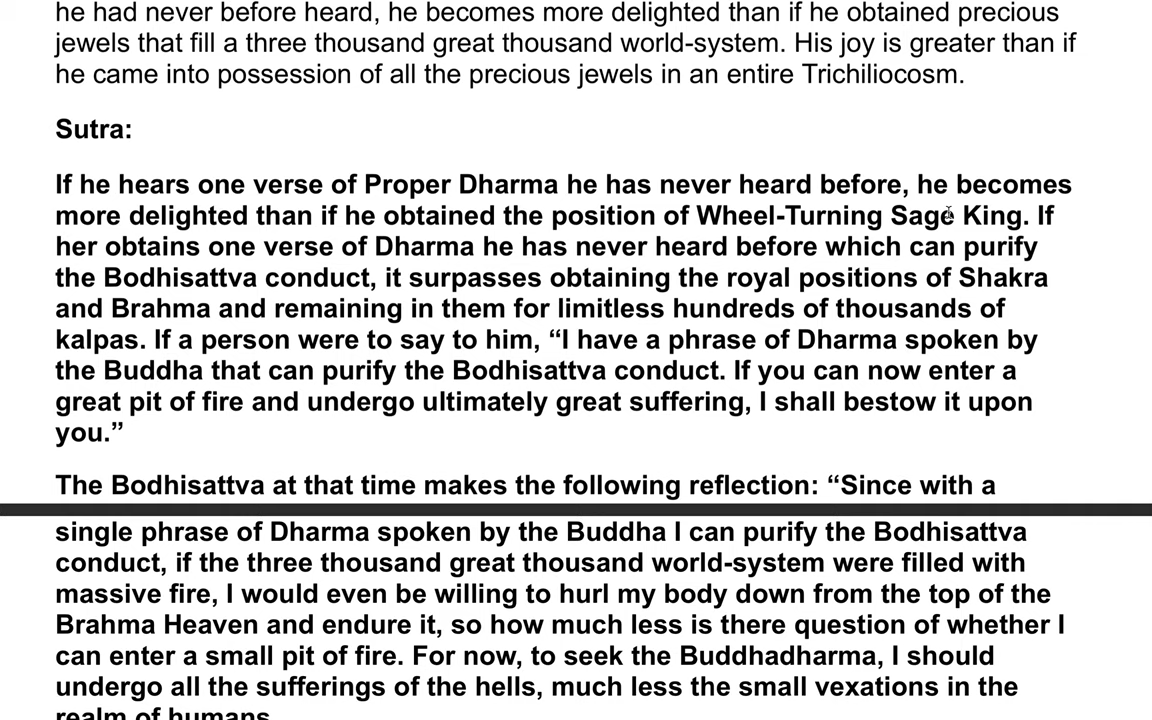 he had never before heard, he becomes more delighted than if he obtained precious
jewels that fill a three thousand great thousand world-system. His joy is greater than if
he came into possession of all the precious jewels in an entire Trichiliocosm.
Sutra:
If he hears one verse of Proper Dharma he has never heard before, he becomes
more delighted than if he obtained the position of Wheel-Turning Sage King. If
her obtains one verse of Dharma he has never heard before which can purify
the Bodhisattva conduct, it surpasses obtaining the royal positions of Shakra
and Brahma and remaining in them for limitless hundreds of thousands of
kalpas. If a person were to say to him, “I have a phrase of Dharma spoken by
the Buddha that can purify the Bodhisattva conduct. If you can now enter a
great pit of fire and undergo ultimately great suffering, I shall bestow it upon
you.”
The Bodhisattva at that time makes the following reflection: “Since with a
single phrase of Dharma spoken by the Buddha I can purify the Bodhisattva
conduct, if the three thousand great thousand world-system were filled with
massive fire, I would even be willing to hurl my body down from the top of the
Brahma Heaven and endure it, so how much less is there question of whether I
can enter a small pit of fire. For now, to seek the Buddhadharma, I should
undergo all the sufferings of the hells, much less the small vexations in the
realm of humans